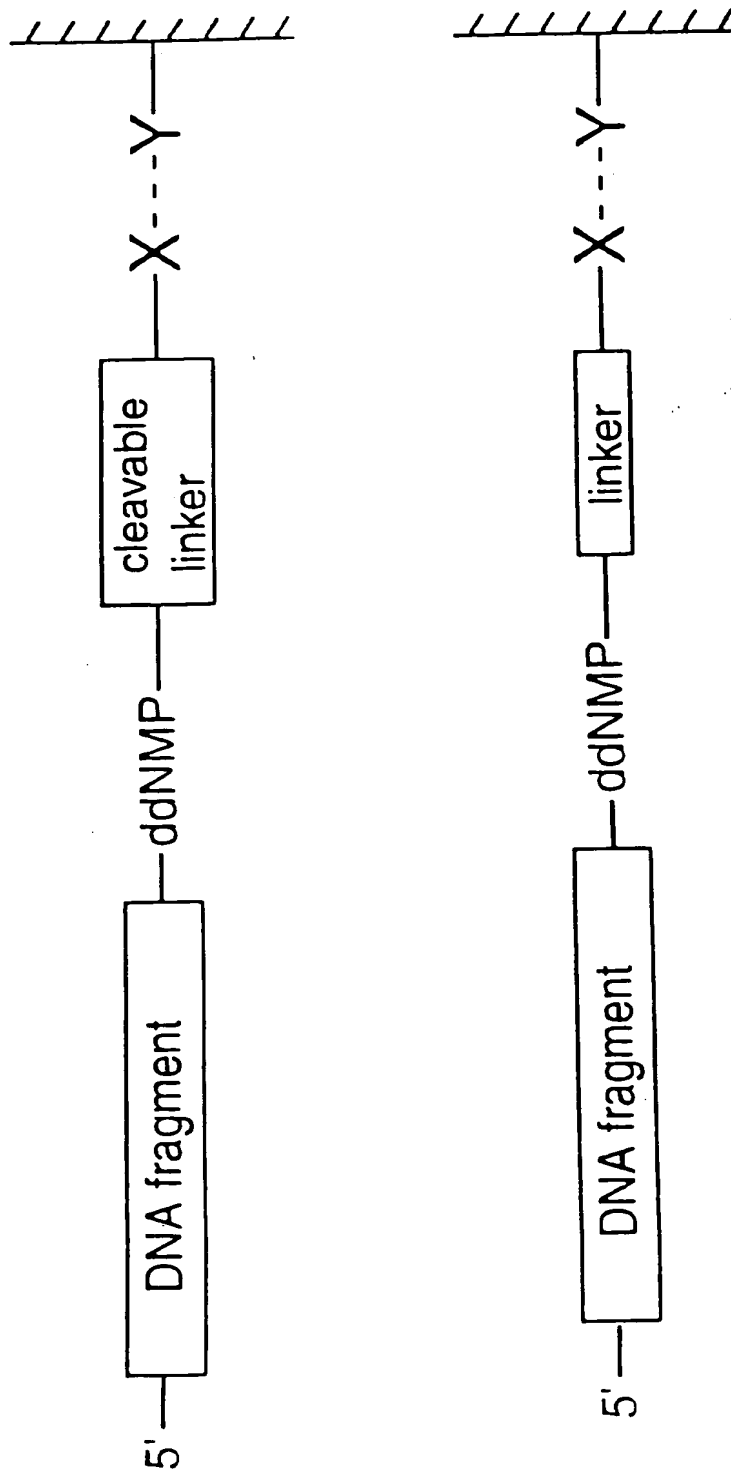 5' DNA fragment ddNMP cleavable linker X----Y
5' DNA fragment ddNMP linker X----Y